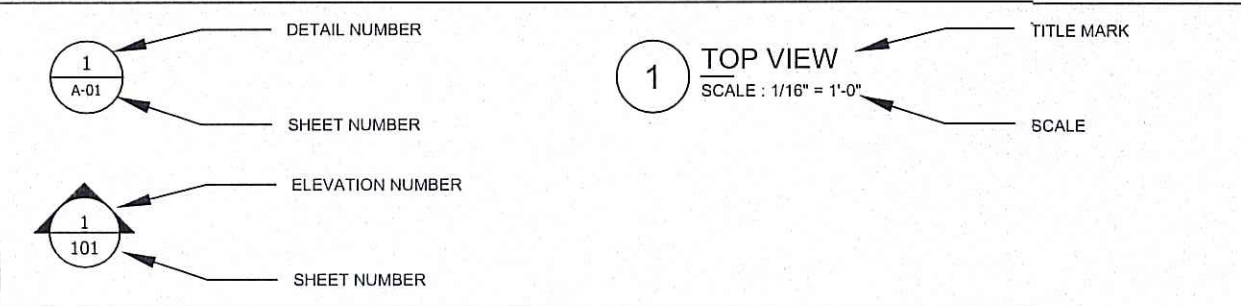 DETAIL NUMBER
1
A-01
SHEET NUMBER
ELEVATION NUMBER
1
101
SHEET NUMBER
1
TOP VIEW
SCALE : 1/16" = 1'-0"
TITLE MARK
SCALE